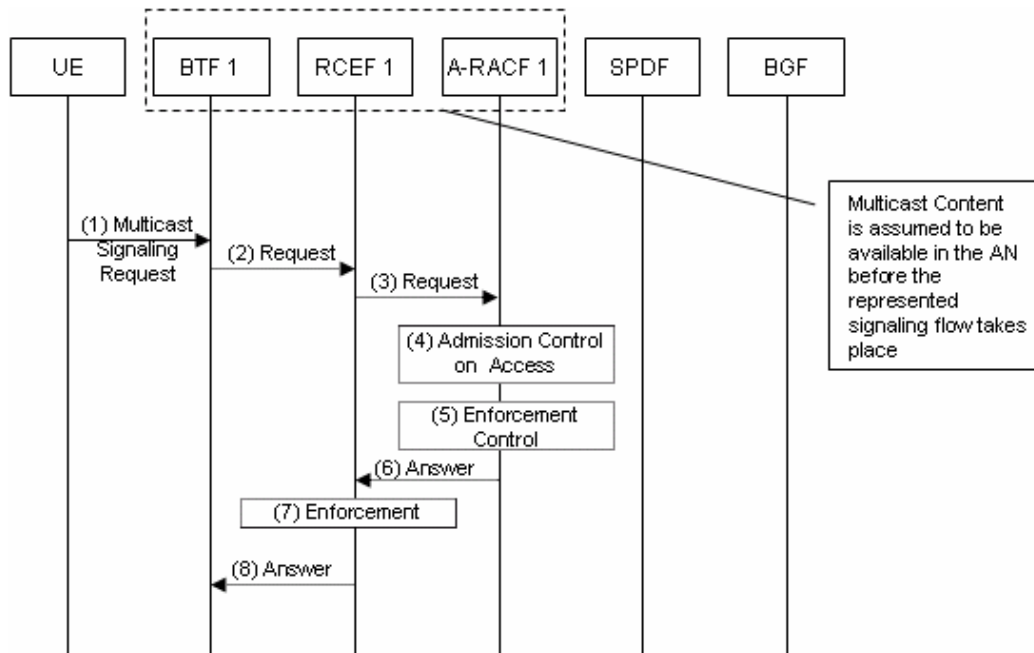 UE
BTF 1
RCEF 1
A-RACF 1
SPDF
BGF
Multicast Content
is assumed to be
available in the AN
before the
represented
signaling flow takes
place
(1) Multicast
Signaling
Request
(2) Request
(3) Request
(4) Admission Control
on Access
(5) Enforcement
Control
(6) Answer
(7) Enforcement
(8) Answer